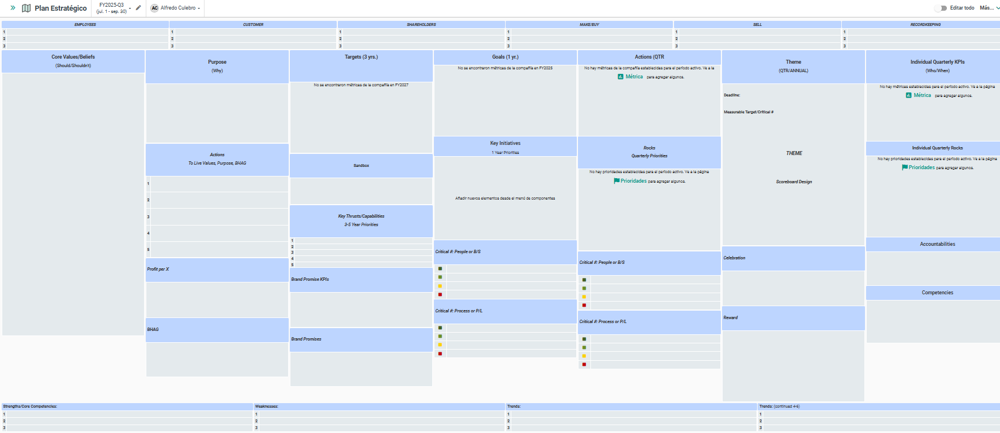 Plan Estratégico
FY2025-Q3
(jul. 1 - sep. 30)
AC Alfredo Culebro
Editar todo
Más...
EMPLOYEES
1
2
3
CUSTOMER
1
2
3
SHAREHOLDERS
1
2
3
MAKE/BUY
1
2
3
SELL
1
2
3
RECORDKEEPING
1
2
3
Core Values/Beliefs
(Should/Shouldn't)
Purpose
(Why)
Actions
To Live Values, Purpose, BHAG
1
2
3
4
5
Profit per X
BHAG
Targets (3 yrs.)
No se encontraron métricas de la compañía en FY2027
Sandbox
Key Thrusts/Capabilities
3-5 Year Priorities
1
2
3
4
5
Brand Promise KPIs
Brand Promises
Goals (1 yr.)
No se encontraron métricas de la compañía en FY2025
Key Initiatives
1 Year Priorities
Añadir nuevos elementos desde el menú de componentes
Critical #: People or B/S
Critical #: Process or P/L
Actions (QTR
No hay métricas de la compañía establecidas para el período activo. Ve a la
Métrica para agregar algunos.
Rocks
Quarterly Priorities
No hay prioridades establecidas para el período activo. Ve a la página
Prioridades para agregar algunos.
Critical #: People or B/S
Critical #: Process or P/L
Theme
(QTR/ANNUAL)
Deadline:
Measurable Target/Critical #
THEME
Scoreboard Design
Celebration
Reward
Individual Quarterly KPIs
(Who/When)
No hay métricas establecidas para el período activo. Ve a la página
Métrica para agregar algunos.
Individual Quarterly Rocks
No hay prioridades establecidas para el período activo. Ve a la página
Prioridades para agregar algunos.
Accountabilities
Competencies
Strengths/Core Competencies:
1
2
3
Weaknesses:
1
2
3
Trends:
1
2
3
Trends: (continued 4-6)
1
2
3